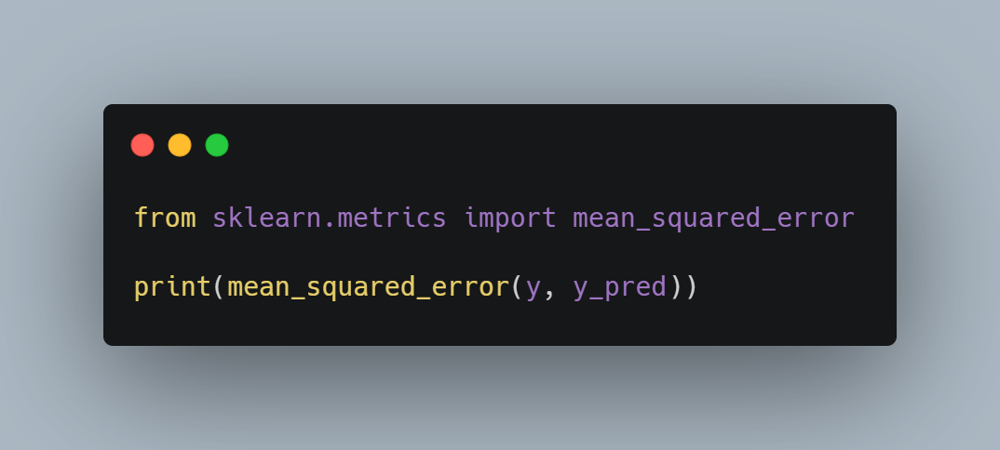 from sklearn.metrics import mean_squared_error
print(mean_squared_error(y, y_pred))